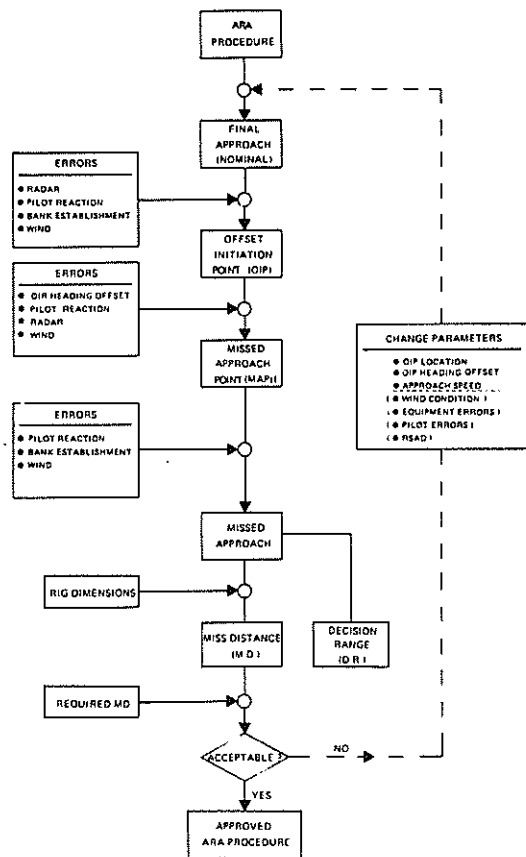 ARA
PROCEDURE
FINAL
APPROACH
(NOMINAL)
ERRORS
● RADAR
● PILOT REACTION
● BANK ESTABLISHMENT
● WIND
OFFSET
INITIATION
POINT (OIP)
ERRORS
● OIP HEADING OFFSET
● PILOT REACTION
● RADAR
● WIND
MISSED
APPROACH
POINT (MAP)
CHANGE PARAMETERS
● OIP LOCATION
● OIP HEADING OFFSET
● APPROACH SPEED
( ● WIND CONDITION )
( ● EQUIPMENT ERRORS )
( ● PILOT ERRORS )
( ● RSAD )
ERRORS
● PILOT REACTION
● BANK ESTABLISHMENT
● WIND
MISSED
APPROACH
RIG DIMENSIONS
MISS DISTANCE
(M.D.)
DECISION
RANGE
(D.R.)
REQUIRED MD
ACCEPTABLE ?
NO
YES
APPROVED
ARA PROCEDURE